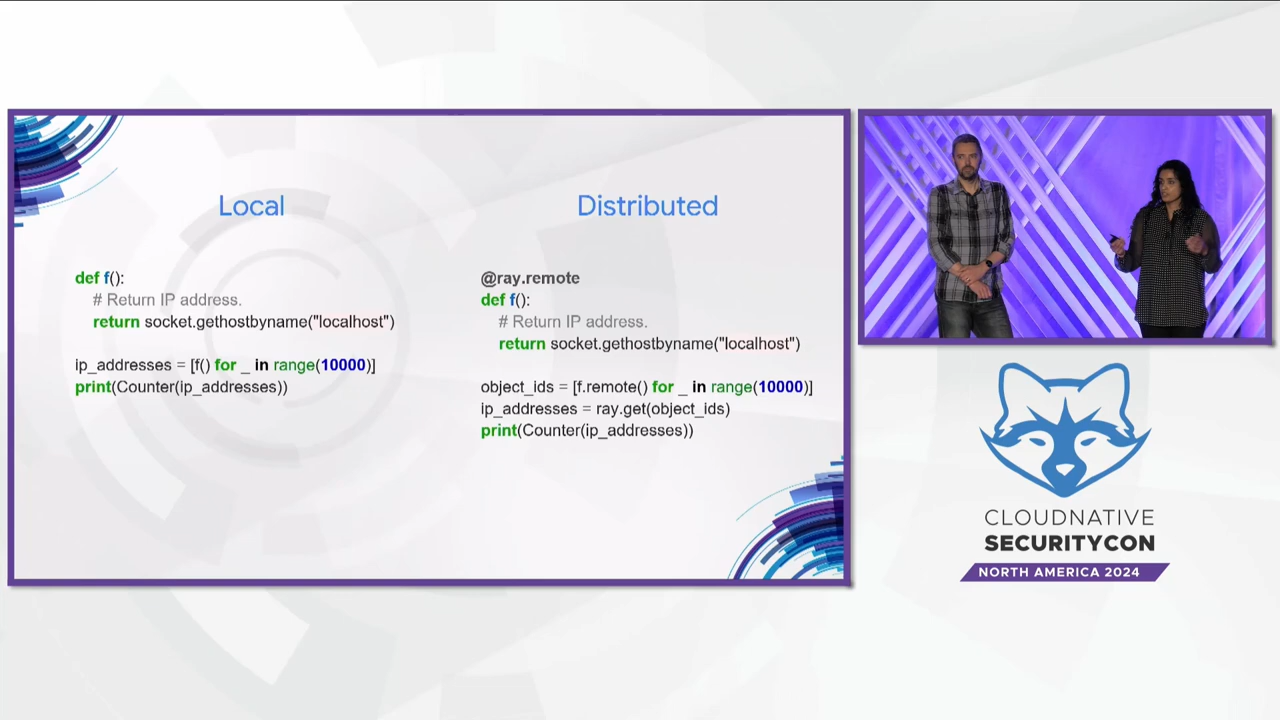 Local
def f():
# Return IP address.
return socket.gethostbyname("localhost")
ip_addresses = [f() for _ in range(10000)]
print(Counter(ip_addresses))
Distributed
@ray.remote
def f():
# Return IP address.
return socket.gethostbyname("localhost")
object_ids = [f.remote() for _ in range(10000)]
ip_addresses = ray.get(object_ids)
print(Counter(ip_addresses))
CLOUDNATIVE
SECURITYCON
NORTH AMERICA 2024